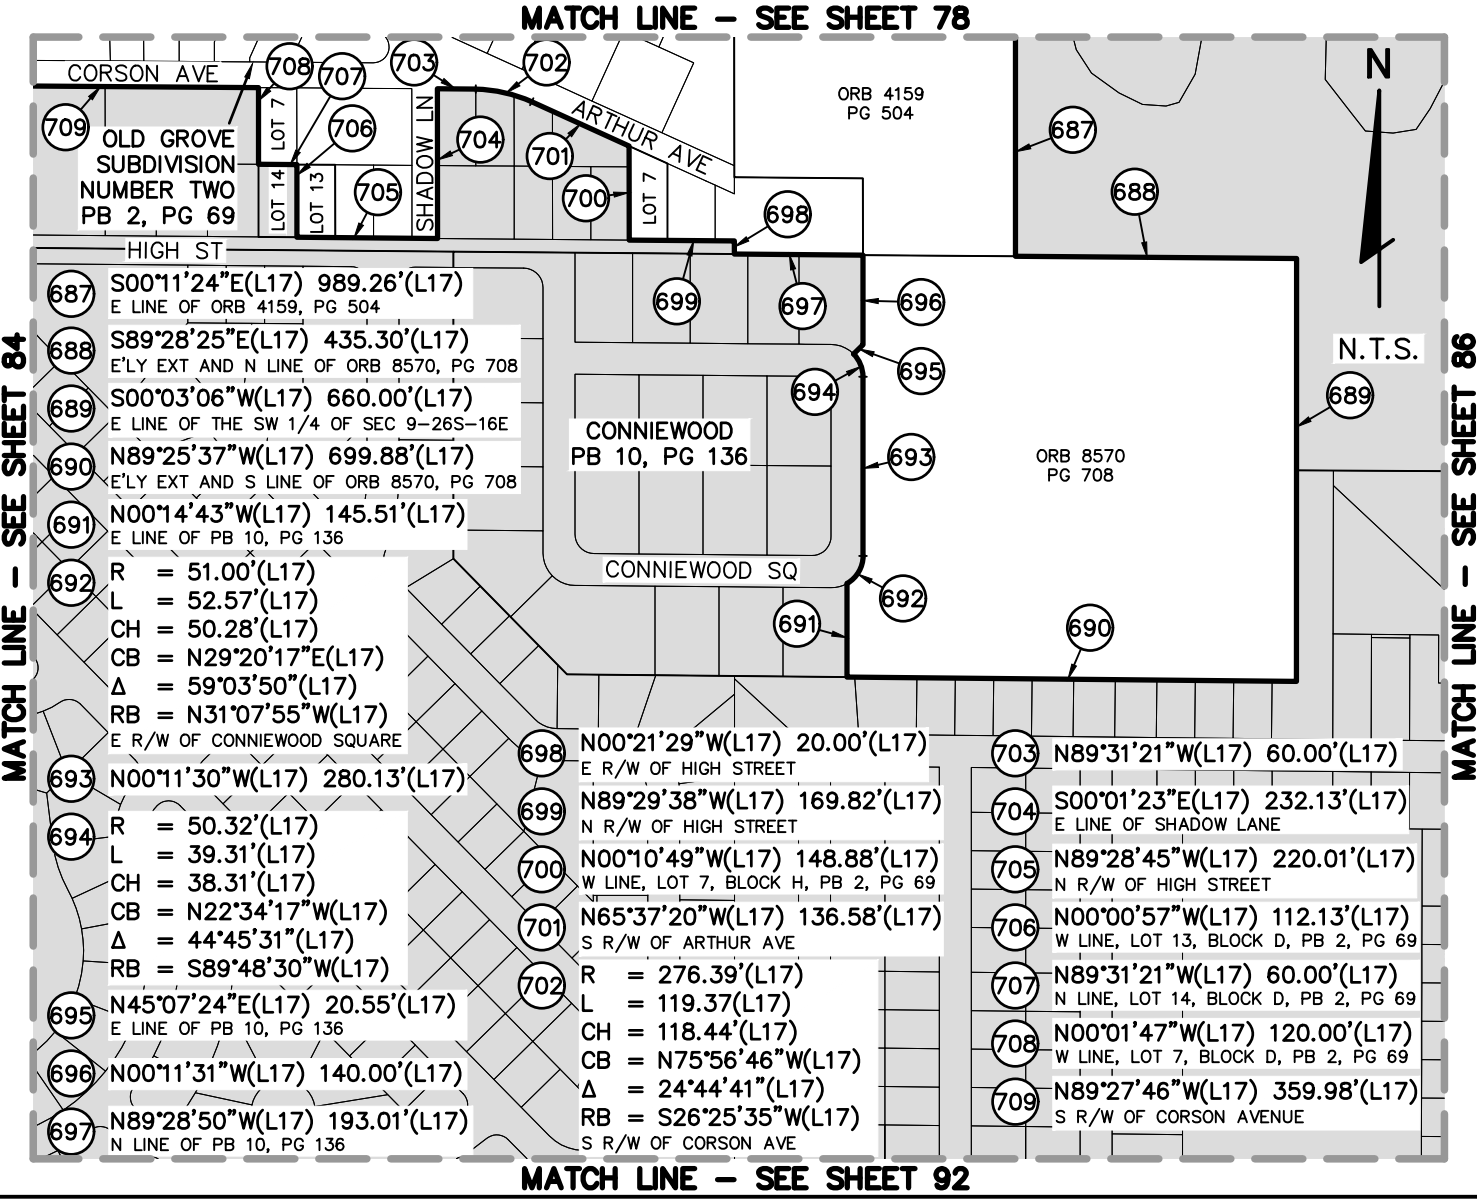 MATCH LINE – SEE SHEET 78
CORSON AVE
708
707
703
702
709
LOT 7
706
SHADOW LN
704
ARTHUR AVE
701
ORB 4159
PG 504
687
N
OLD GROVE
SUBDIVISION
NUMBER TWO
PB 2, PG 69
LOT 14
LOT 13
705
700
LOT 7
698
688
HIGH ST
699
697
696
695
694
N.T.S.
689
CONNIEWOOD
PB 10, PG 136
693
ORB 8570
PG 708
CONNIEWOOD SQ
692
691
690
MATCH LINE – SEE SHEET 84
MATCH LINE – SEE SHEET 86
687 S00°11'24"E(L17) 989.26'(L17)
E LINE OF ORB 4159, PG 504
688 S89°28'25"E(L17) 435.30'(L17)
E'LY EXT AND N LINE OF ORB 8570, PG 708
689 S00°03'06"W(L17) 660.00'(L17)
E LINE OF THE SW 1/4 OF SEC 9–26S–16E
690 N89°25'37"W(L17) 699.88'(L17)
E'LY EXT AND S LINE OF ORB 8570, PG 708
691 N00°14'43"W(L17) 145.51'(L17)
E LINE OF PB 10, PG 136
692 R = 51.00'(L17)
L = 52.57'(L17)
CH = 50.28'(L17)
CB = N29°20'17"E(L17)
Δ = 59°03'50"(L17)
RB = N31°07'55"W(L17)
E R/W OF CONNIEWOOD SQUARE
693 N00°11'30"W(L17) 280.13'(L17)
694 R = 50.32'(L17)
L = 39.31'(L17)
CH = 38.31'(L17)
CB = N22°34'17"W(L17)
Δ = 44°45'31"(L17)
RB = S89°48'30"W(L17)
695 N45°07'24"E(L17) 20.55'(L17)
E LINE OF PB 10, PG 136
696 N00°11'31"W(L17) 140.00'(L17)
697 N89°28'50"W(L17) 193.01'(L17)
N LINE OF PB 10, PG 136
698 N00°21'29"W(L17) 20.00'(L17)
E R/W OF HIGH STREET
699 N89°29'38"W(L17) 169.82'(L17)
N R/W OF HIGH STREET
700 N00°10'49"W(L17) 148.88'(L17)
W LINE, LOT 7, BLOCK H, PB 2, PG 69
701 N65°37'20"W(L17) 136.58'(L17)
S R/W OF ARTHUR AVE
702 R = 276.39'(L17)
L = 119.37(L17)
CH = 118.44'(L17)
CB = N75°56'46"W(L17)
Δ = 24°44'41"(L17)
RB = S26°25'35"W(L17)
S R/W OF CORSON AVE
703 N89°31'21"W(L17) 60.00'(L17)
704 S00°01'23"E(L17) 232.13'(L17)
E LINE OF SHADOW LANE
705 N89°28'45"W(L17) 220.01'(L17)
N R/W OF HIGH STREET
706 N00°00'57"W(L17) 112.13'(L17)
W LINE, LOT 13, BLOCK D, PB 2, PG 69
707 N89°31'21"W(L17) 60.00'(L17)
N LINE, LOT 14, BLOCK D, PB 2, PG 69
708 N00°01'47"W(L17) 120.00'(L17)
W LINE, LOT 7, BLOCK D, PB 2, PG 69
709 N89°27'46"W(L17) 359.98'(L17)
S R/W OF CORSON AVENUE
MATCH LINE – SEE SHEET 92